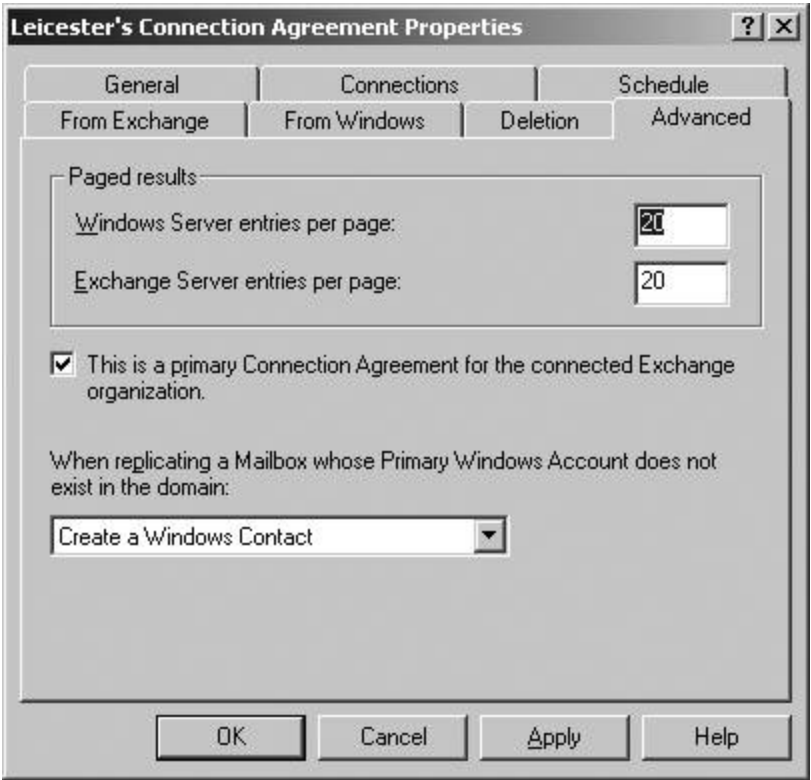 Leicester's Connection Agreement Properties
General Connections Schedule
From Exchange From Windows Deletion Advanced
Paged results
Windows Server entries per page: 20
Exchange Server entries per page: 20
This is a primary Connection Agreement for the connected Exchange
organization.
When replicating a Mailbox whose Primary Windows Account does not
exist in the domain:
Create a Windows Contact
OK Cancel Apply Help